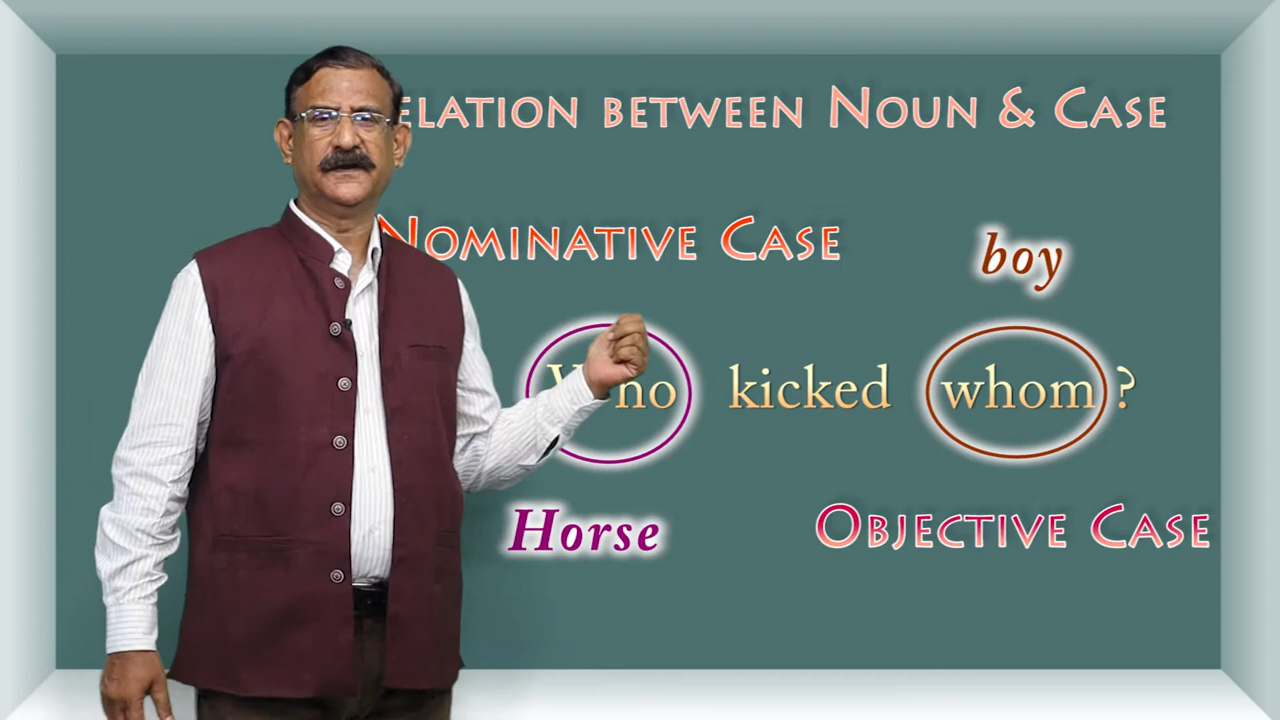 ELATION BETWEEN NOUN & CASE
NOMINATIVE CASE
boy
kicked whom ?
Horse
OBJECTIVE CASE